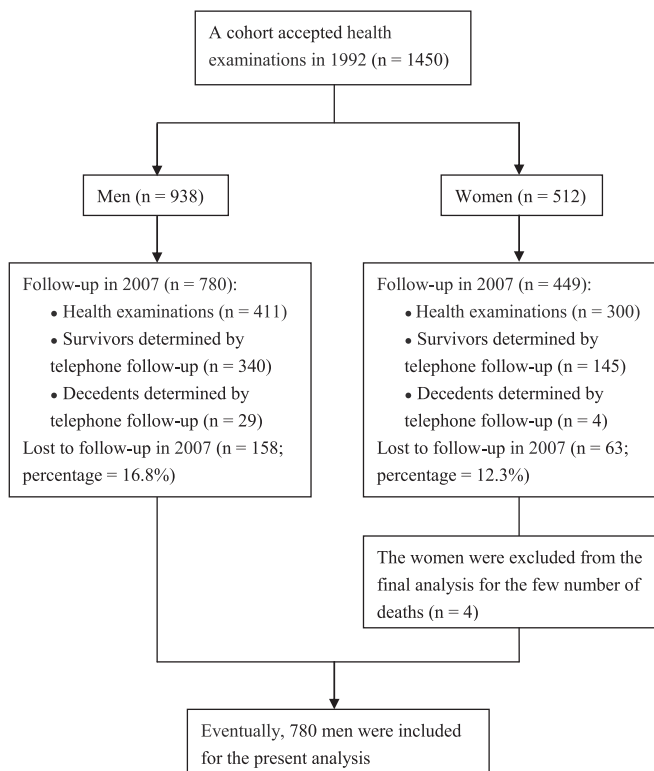 A cohort accepted health
examinations in 1992 (n = 1450)
Men (n = 938)
Women (n = 512)
Follow-up in 2007 (n = 780):
• Health examinations (n = 411)
• Survivors determined by
telephone follow-up (n = 340)
• Decedents determined by
telephone follow-up (n = 29)
Lost to follow-up in 2007 (n = 158;
percentage = 16.8%)
Follow-up in 2007 (n = 449):
• Health examinations (n = 300)
• Survivors determined by
telephone follow-up (n = 145)
• Decedents determined by
telephone follow-up (n = 4)
Lost to follow-up in 2007 (n = 63;
percentage = 12.3%)
The women were excluded from the
final analysis for the few number of
deaths (n = 4)
Eventually, 780 men were included
for the present analysis